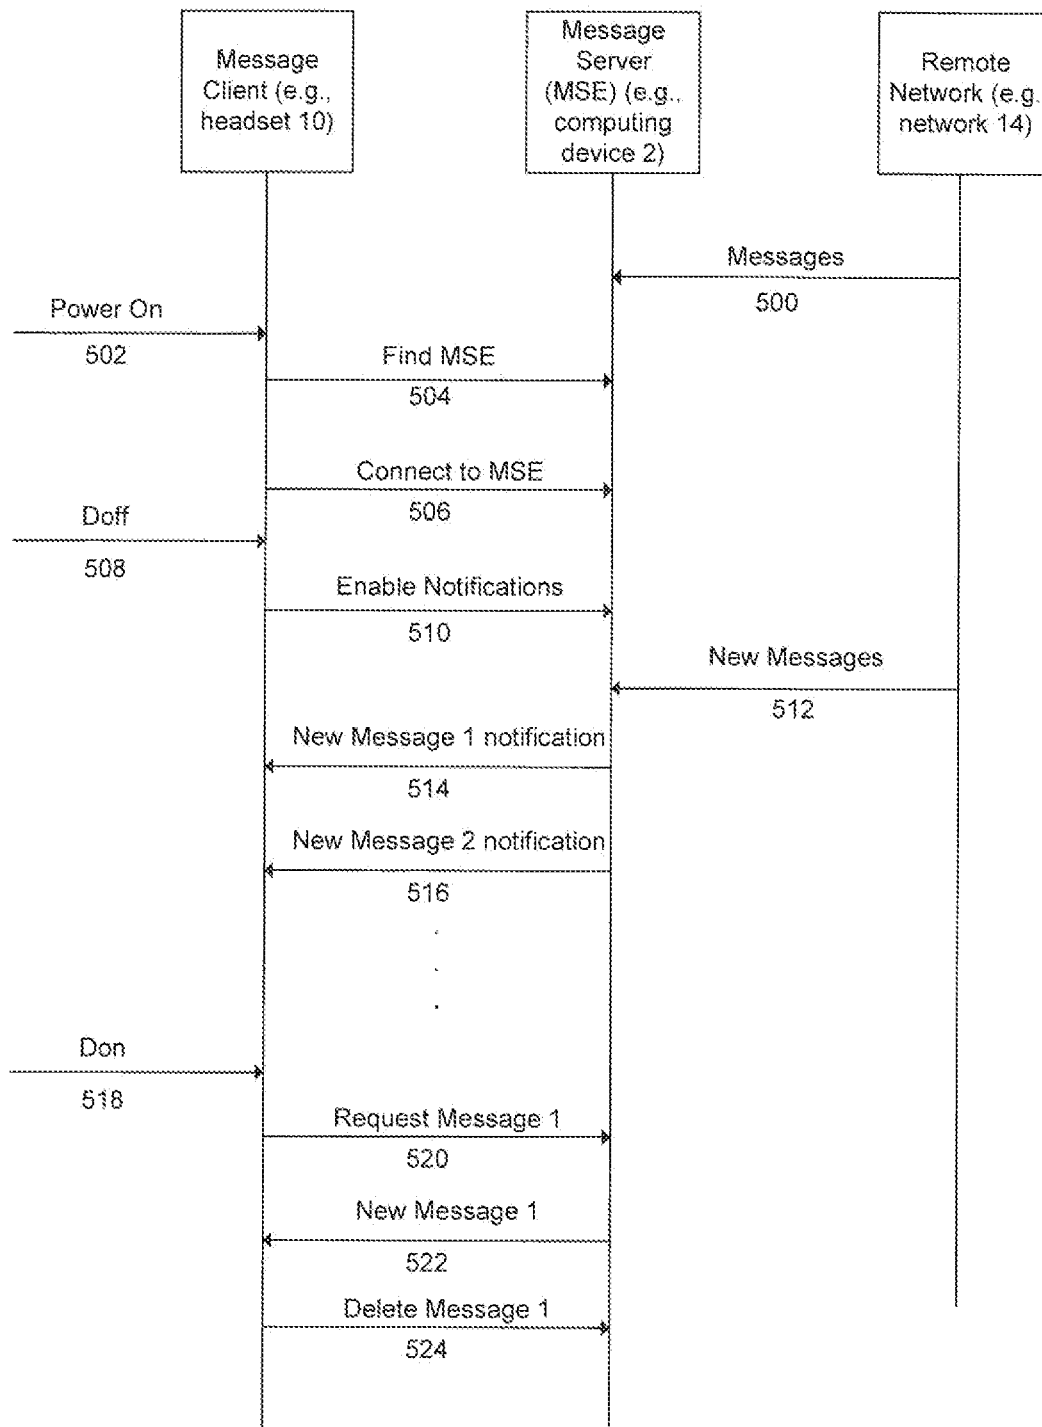 Message
Client (e.g.,
headset 10)
Message
Server
(MSE) (e.g.,
computing
device 2)
Remote
Network (e.g.
network 14)
Messages
500
Power On
502
Find MSE
504
Connect to MSE
506
Doff
508
Enable Notifications
510
New Messages
512
New Message 1 notification
514
New Message 2 notification
516
Don
518
Request Message 1
520
New Message 1
522
Delete Message 1
524